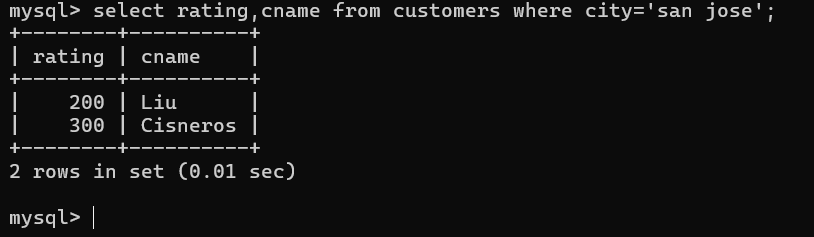 mysql> select rating,cname from customers where city='san jose';
+--------+----------+
| rating | cname    |
+--------+----------+
|    200 | Liu      |
|    300 | Cisneros |
+--------+----------+
2 rows in set (0.01 sec)
mysql>